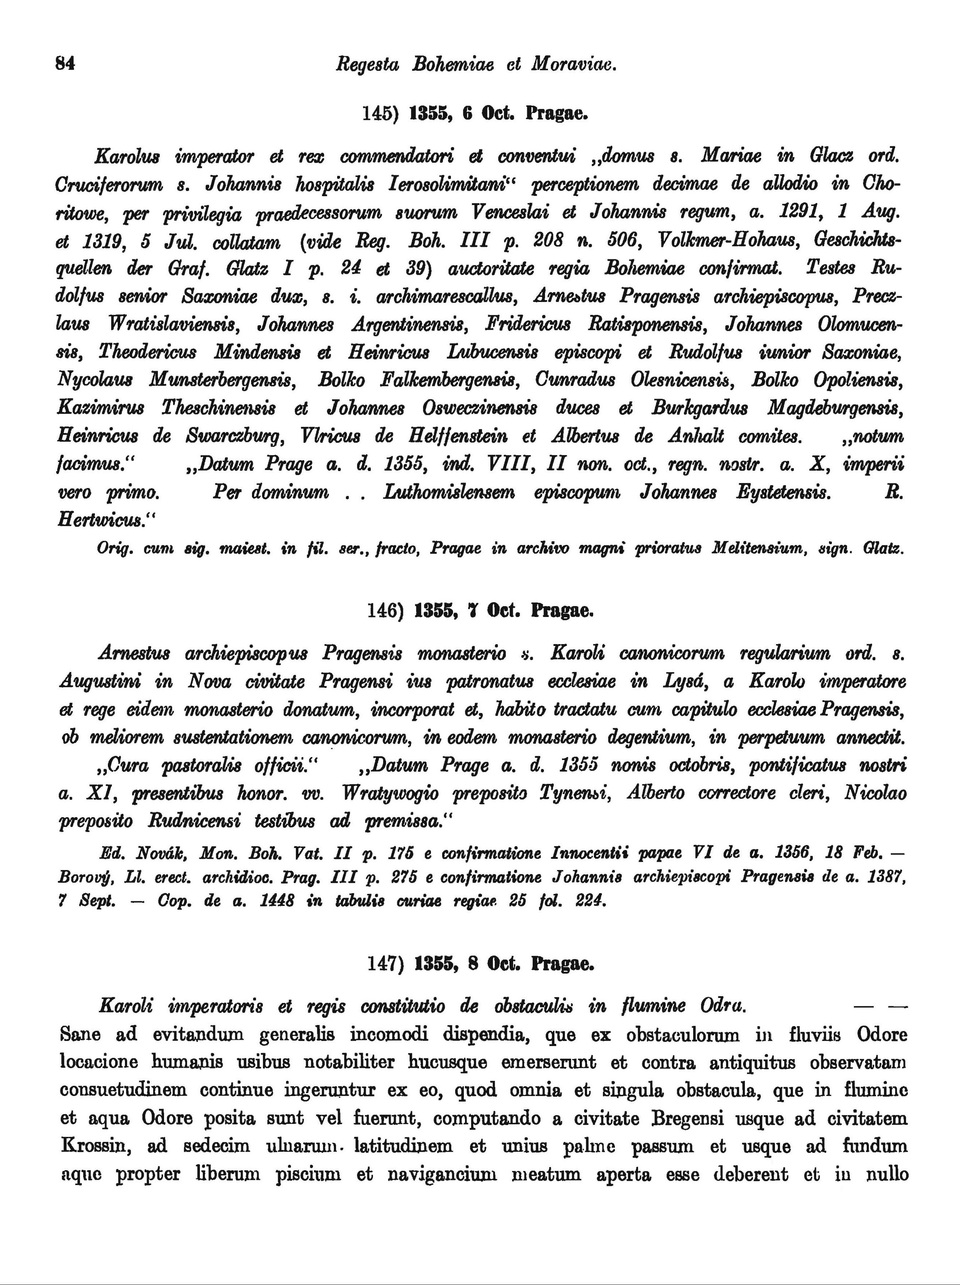 84 Regesta Bohemiae et Moraviae.
145) 1355, 6 Oct. Pragae.
Karolus imperator et rex commendatori et conventui „domus s. Mariae in Glacz ord.
Cruciferorum s. Johannis hospitalis Ierosolimitani“ perceptionem decimae de allodio in Cho-
ritowe, per privilegia praedecessorum suorum Venceslai et Johannis regum, a. 1291, 1 Aug.
et 1319, 5 Jul. collatam (vide Reg. Boh. III p. 208 n. 506, Volkmer-Hohaus, Geschichts-
quellen der Graf. Glatz I p. 24 et 39) auctoritate regia Bohemiae confirmat. Testes Ru-
dolfus senior Saxoniae dux, s. i. archimarescallus, Arnestus Pragensis archiepiscopus, Precz-
laus Wratislaviensis, Johannes Argentinensis, Fridericus Ratisponensis, Johannes Olomucen-
sis, Theodericus Mindensis et Heinricus Lubucensis episcopi et Rudolfus iunior Saxoniae,
Nycolaus Munsterbergensis, Bolko Falkembergensis, Cunradus Olesnicensis, Bolko Opoliensis,
Kazimirus Theschinensis et Johannes Osweczinensis duces et Burkgardus Magdeburgensis,
Heinricus de Swarczburg, Vlricus de Helffenstein et Albertus de Anhalt comites. „notum
facimus.“ „Datum Prage a. d. 1355, ind. VIII, II non. oct., regn. nostr. a. X, imperii
vero primo. Per dominum . . Luthomislensem episcopum Johannes Eystetensis. R.
Hertwicus.“
Orig. cum sig. maiest. in fil. ser., fracto, Pragae in archivo magni prioratus Melitensium, sign. Glatz.
146) 1355, 7 Oct. Pragae.
Arnestus archiepiscopus Pragensis monasterio s. Karoli canonicorum regularium ord. s.
Augustini in Nova civitate Pragensi ius patronatus ecclesiae in Lysá, a Karolo imperatore
et rege eidem monasterio donatum, incorporat et, habito tractatu cum capitulo ecclesiae Pragensis,
ob meliorem sustentationem canonicorum, in eodem monasterio degentium, in perpetuum annectit.
„Cura pastoralis officii.“ „Datum Prage a. d. 1355 nonis octobris, pontificatus nostri
a. XI, presentibus honor. vv. Wratywogio preposito Tynensi, Alberto correctore cleri, Nicolao
preposito Rudnicensi testibus ad premissa.“
Ed. Novák, Mon. Boh. Vat. II p. 175 e confirmatione Innocentii papae VI de a. 1356, 18 Feb. —
Borový, Ll. erect. archidioc. Prag. III p. 275 e confirmatione Johannis archiepiscopi Pragensis de a. 1387,
7 Sept. — Cop. de a. 1448 in tabulis curiae regiae 25 fol. 224.
147) 1355, 8 Oct. Pragae.
Karoli imperatoris et regis constitutio de obstaculis in flumine Odra. — —
Sane ad evitandum generalis incomodi dispendia, que ex obstaculorum in fluviis Odore
locacione humanis usibus notabiliter hucusque emerserunt et contra antiquitus observatam
consuetudinem continue ingeruntur ex eo, quod omnia et singula obstacula, que in flumine
et aqua Odore posita sunt vel fuerunt, computando a civitate Bregensi usque ad civitatem
Krossin, ad sedecim ulnarum latitudinem et unius palme passum et usque ad fundum
aque propter liberum piscium et navigancium meatum aperta esse deberent et in nullo